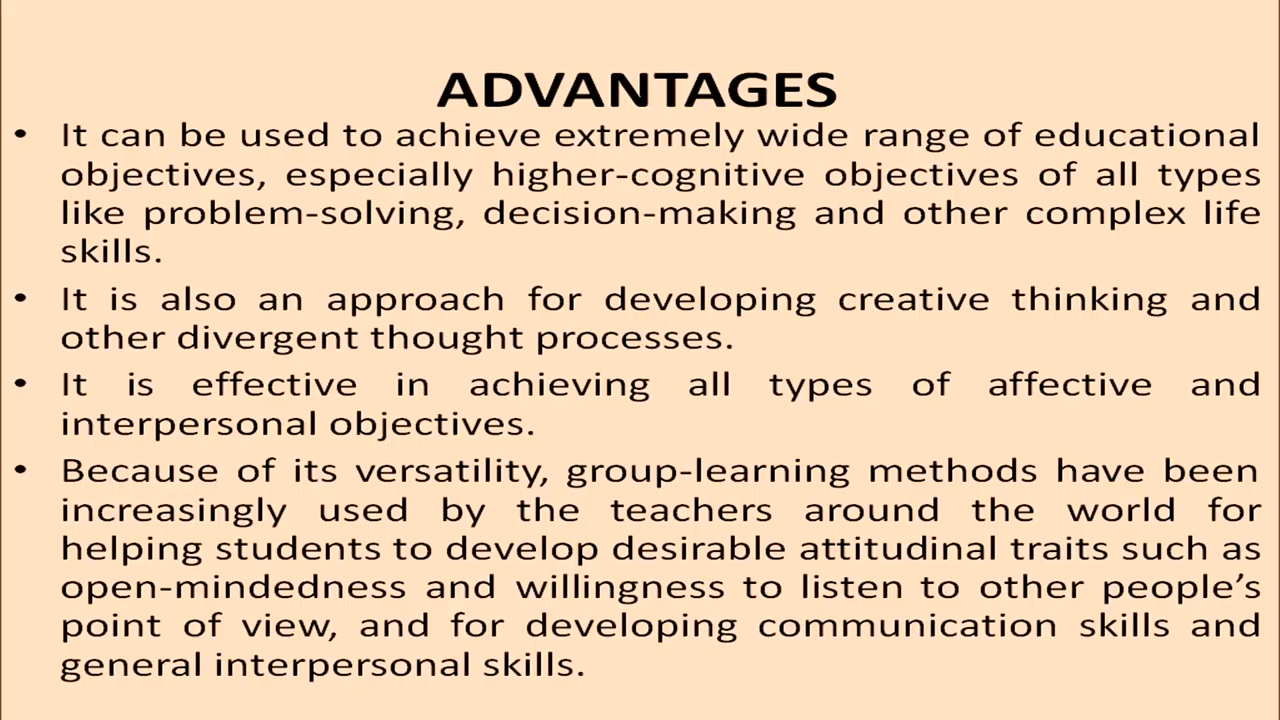 ADVANTAGES
• It can be used to achieve extremely wide range of educational
objectives, especially higher-cognitive objectives of all types
like problem-solving, decision-making and other complex life
skills.
• It is also an approach for developing creative thinking and
other divergent thought processes.
• It is effective in achieving all types of affective and
interpersonal objectives.
• Because of its versatility, group-learning methods have been
increasingly used by the teachers around the world for
helping students to develop desirable attitudinal traits such as
open-mindedness and willingness to listen to other people’s
point of view, and for developing communication skills and
general interpersonal skills.